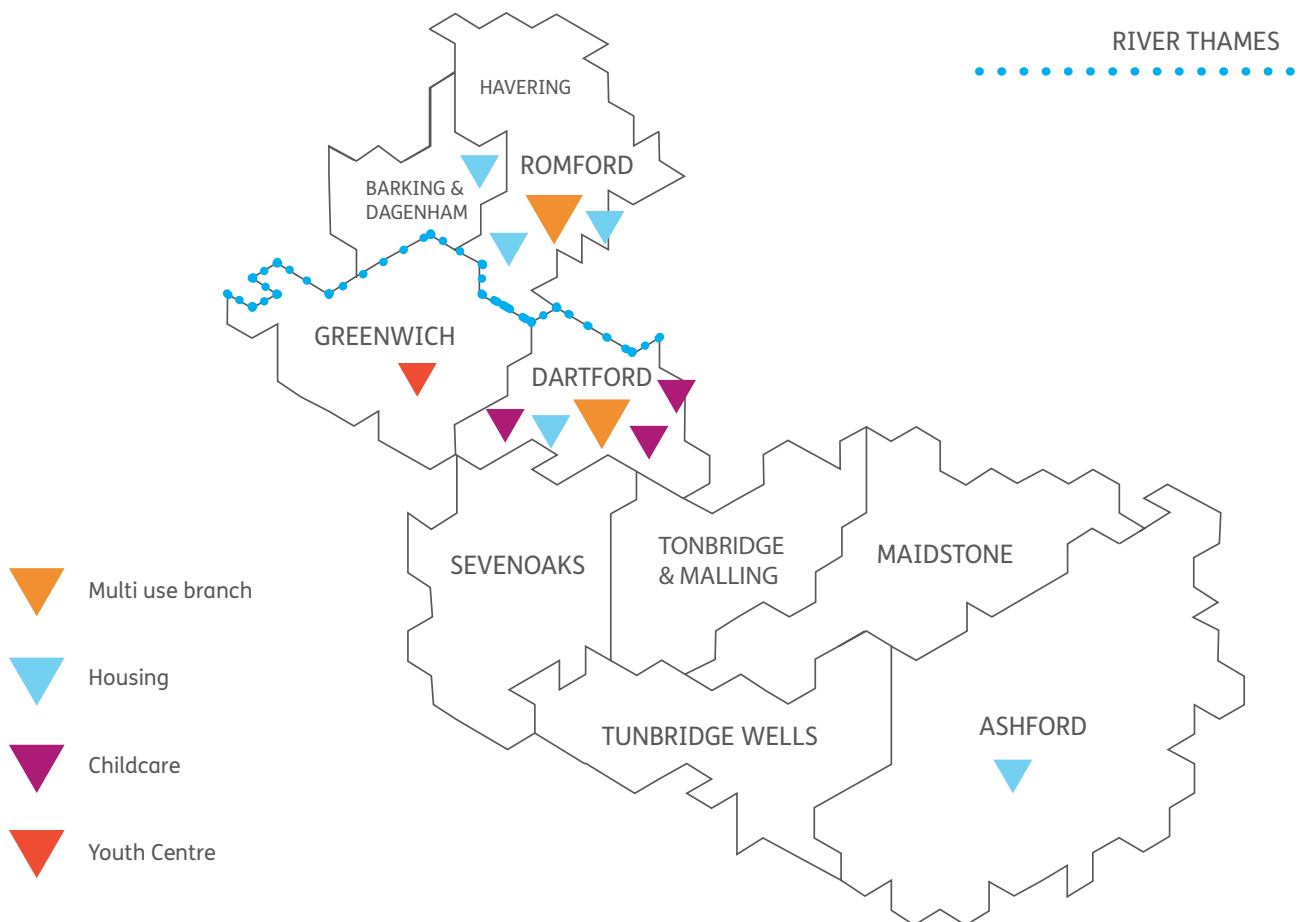 RIVER THAMES
HAVERING
ROMFORD
BARKING &
DAGENHAM
GREENWICH
DARTFORD
SEVENOAKS
TONBRIDGE
& MALLING
MAIDSTONE
TUNBRIDGE WELLS
ASHFORD
Multi use branch
Housing
Childcare
Youth Centre